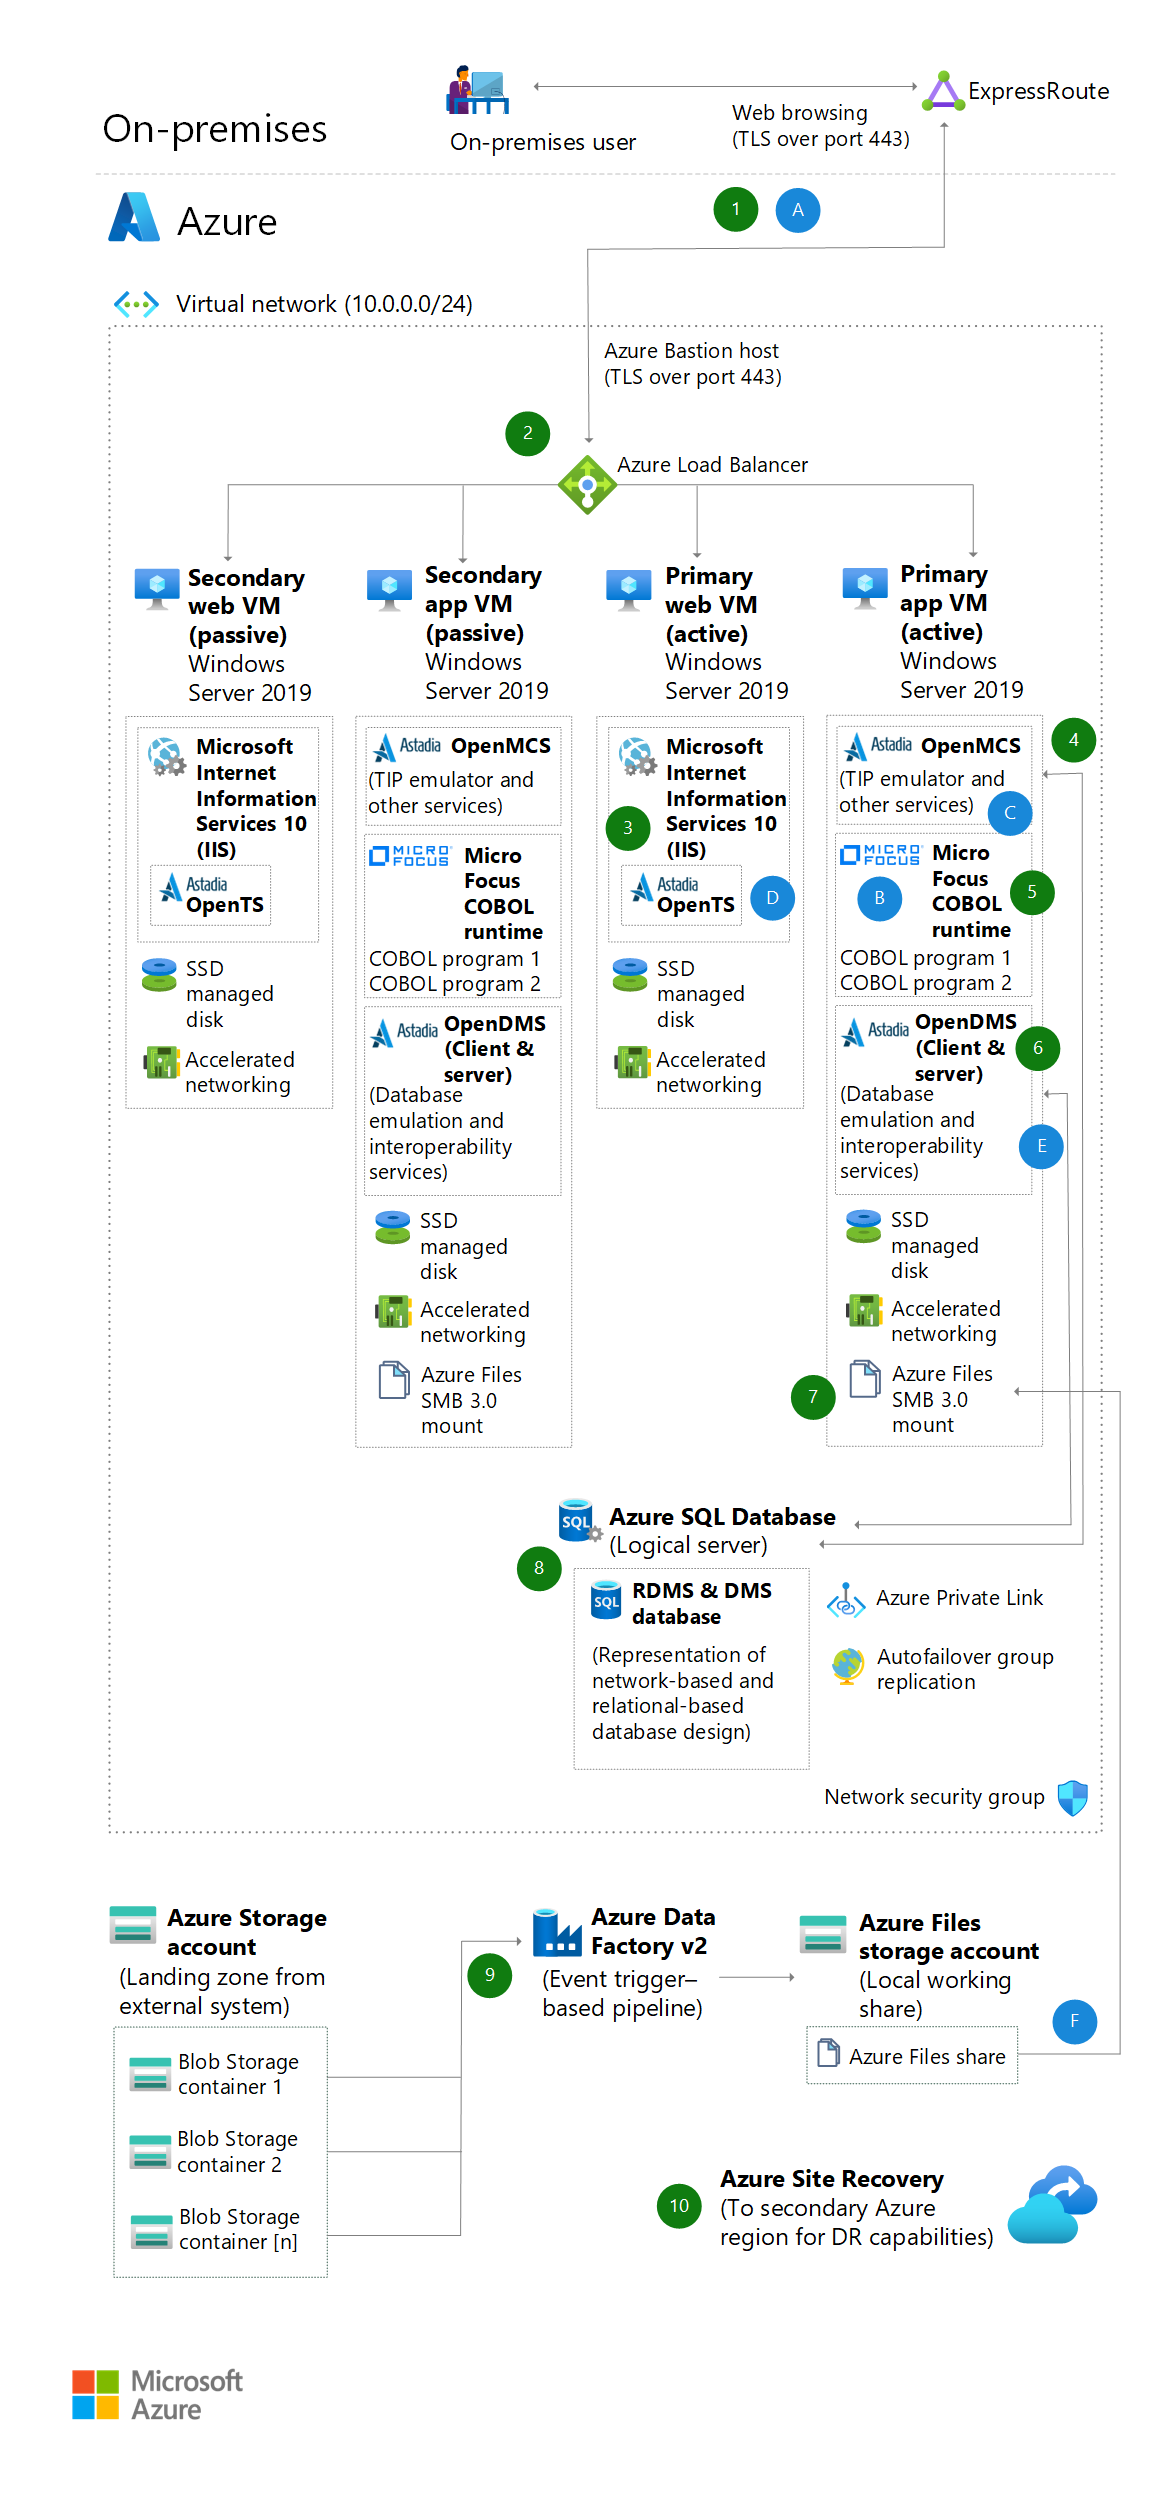 On-premises
On-premises user
Web browsing
(TLS over port 443)
ExpressRoute
Azure
1
A
Virtual network (10.0.0.0/24)
Azure Bastion host
(TLS over port 443)
2
Azure Load Balancer
Secondary
web VM
(passive)
Windows
Server 2019
Microsoft
Internet
Information
Services 10
(IIS)
Astadia
OpenTS
SSD
managed
disk
Accelerated
networking
Secondary
app VM
(passive)
Windows
Server 2019
Astadia OpenMCS
(TIP emulator and
other services)
MICRO
FOCUS
Micro
Focus
COBOL
runtime
COBOL program 1
COBOL program 2
Astadia OpenDMS
(Client &
server)
(Database
emulation and
interoperability
services)
SSD
managed
disk
Accelerated
networking
Azure Files
SMB 3.0
mount
Primary
web VM
(active)
Windows
Server 2019
Microsoft
Internet
Information
3
Services 10
(IIS)
Astadia
OpenTS
D
SSD
managed
disk
Accelerated
networking
Primary
app VM
(active)
Windows
Server 2019
4
Astadia OpenMCS
(TIP emulator and
other services)
C
MICRO
FOCUS
B
Micro
Focus
COBOL
runtime
5
COBOL program 1
COBOL program 2
Astadia OpenDMS
(Client &
server)
6
(Database
emulation and
interoperability
services)
E
SSD
managed
disk
Accelerated
networking
7
Azure Files
SMB 3.0
mount
SQL
Azure SQL Database
(Logical server)
8
SQL
RDMS & DMS
database
(Representation of
network-based and
relational-based
database design)
Azure Private Link
Autofailover group
replication
Network security group
Azure Storage
account
(Landing zone from
external system)
Blob Storage
container 1
Blob Storage
container 2
Blob Storage
container [n]
9
Azure Data
Factory v2
(Event trigger–
based pipeline)
Azure Files
storage account
(Local working
share)
F
Azure Files share
10
Azure Site Recovery
(To secondary Azure
region for DR capabilities)
Microsoft
Azure